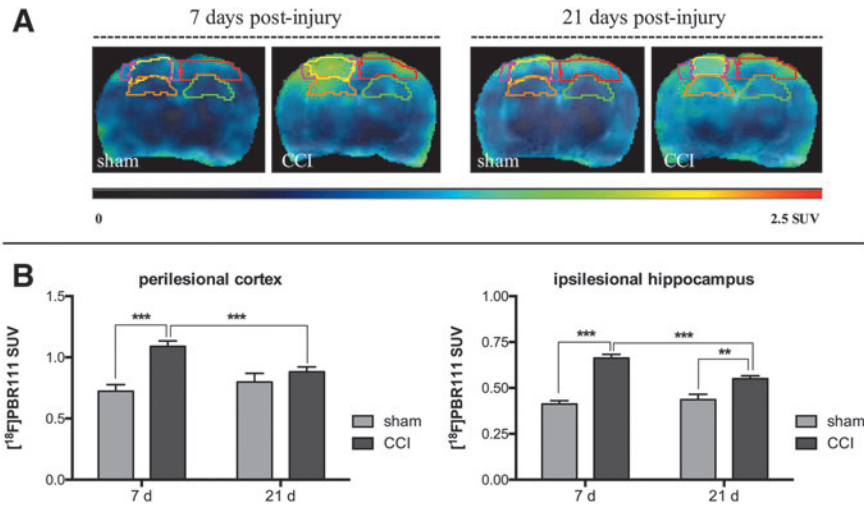 A
7 days post-injury
21 days post-injury
sham
CCI
sham
CCI
0
2.5 SUV
B
perilesional cortex
[18F]PBR111 SUV
1.5
1.0
0.5
0.0
***
***
7 d
21 d
sham
CCI
ipsilesional hippocampus
[18F]PBR111 SUV
1.00
0.75
0.50
0.25
0.00
***
***
**
7 d
21 d
sham
CCI